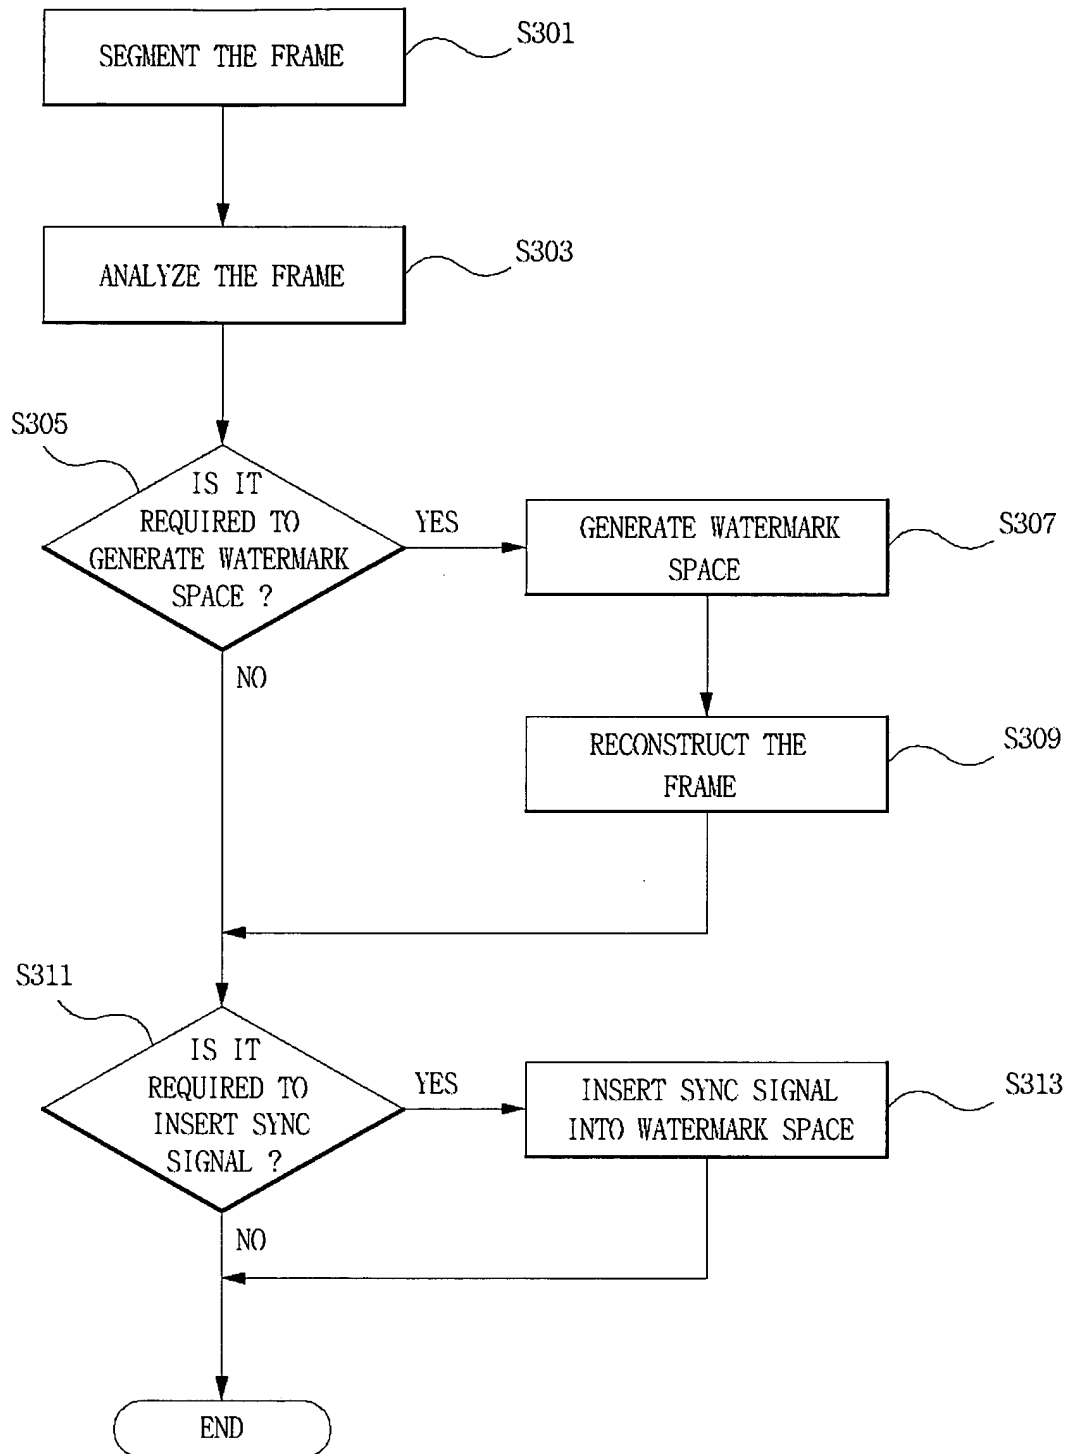 SEGMENT THE FRAME
S301
ANALYZE THE FRAME
S303
S305
IS IT
REQUIRED TO
GENERATE WATERMARK
SPACE ?
YES
NO
GENERATE WATERMARK
SPACE
S307
RECONSTRUCT THE
FRAME
S309
S311
IS IT
REQUIRED TO
INSERT SYNC
SIGNAL ?
YES
NO
INSERT SYNC SIGNAL
INTO WATERMARK SPACE
S313
END